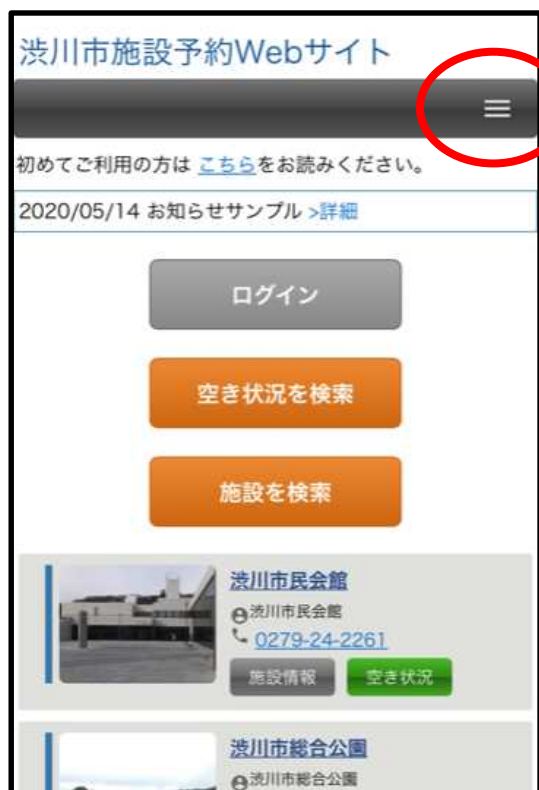 渋川市施設予約Webサイト
初めてご利用の方は こちらをお読みください。
2020/05/14 お知らせサンプル >詳細
ログイン
空き状況を検索
施設を検索
渋川市民会館
渋川市民会館
0279-24-2261
施設情報 空き状況
渋川市総合公園
渋川市総合公園